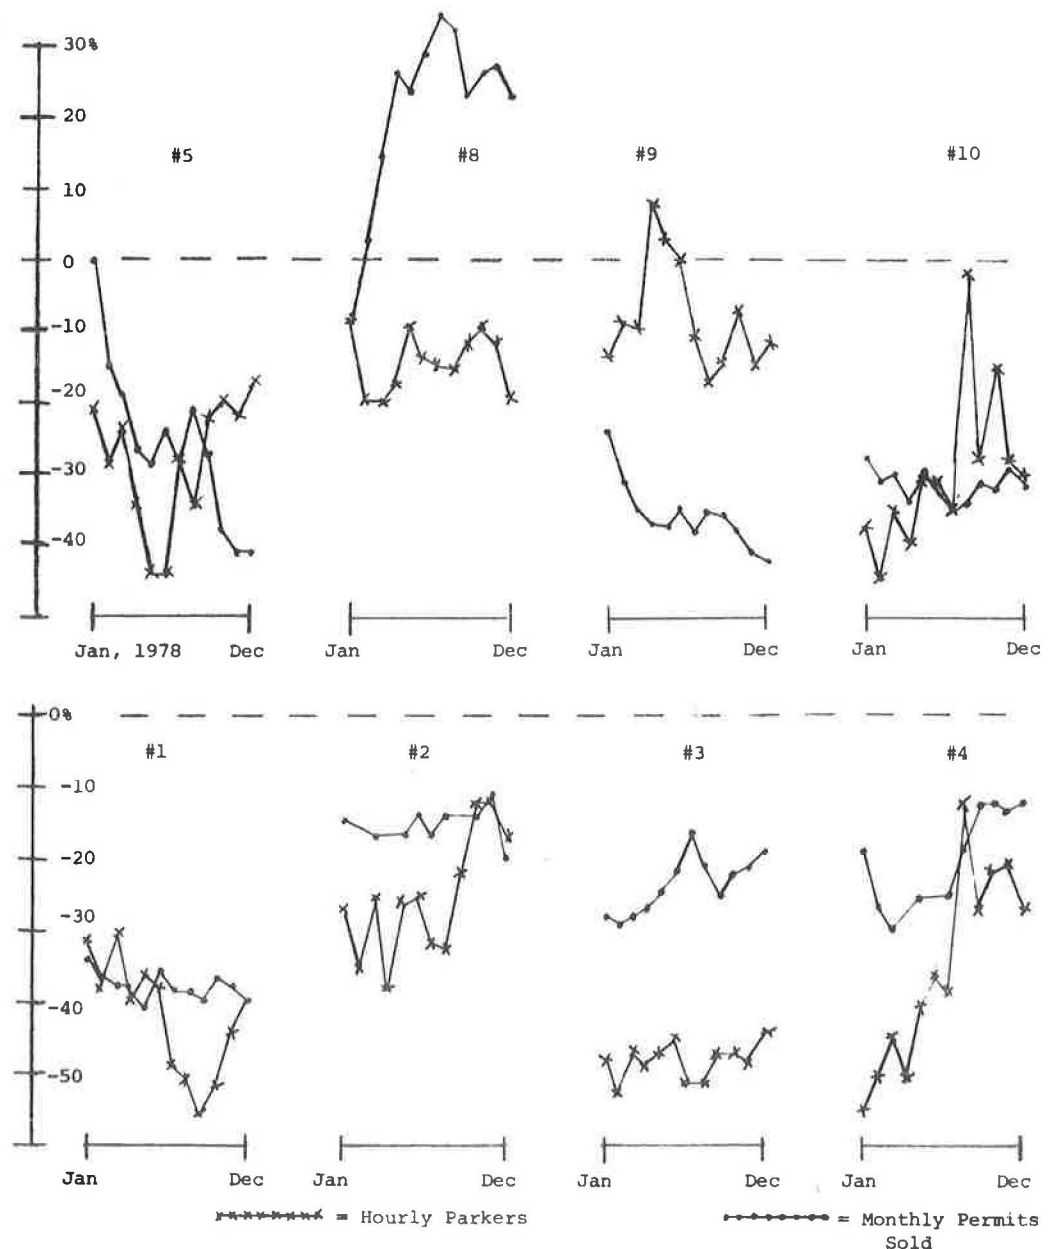 30%
20
#5 #8 #9 #10
10
0
-10
-20
-30
-40
Jan, 1978 Dec Jan Dec Jan Dec Jan Dec
0%
#1 #2 #3 #4
-10
-20
-30
-40
-50
Jan Dec Jan Dec Jan Dec Jan Dec
= Hourly Parkers = Monthly Permits
Sold